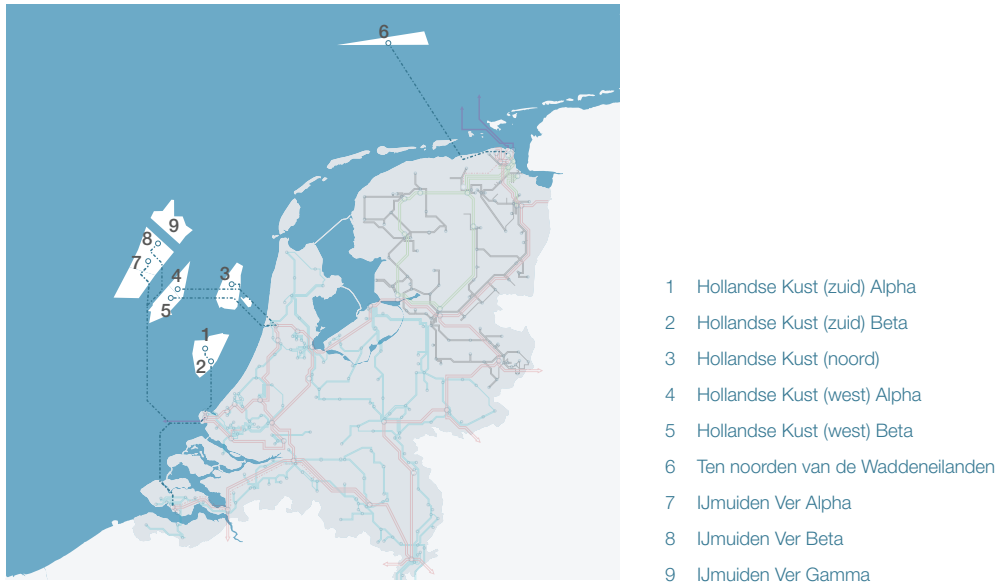 6
9
8
7
4
3
5
1
2
1 Hollandse Kust (zuid) Alpha
2 Hollandse Kust (zuid) Beta
3 Hollandse Kust (noord)
4 Hollandse Kust (west) Alpha
5 Hollandse Kust (west) Beta
6 Ten noorden van de Waddeneilanden
7 IJmuiden Ver Alpha
8 IJmuiden Ver Beta
9 IJmuiden Ver Gamma